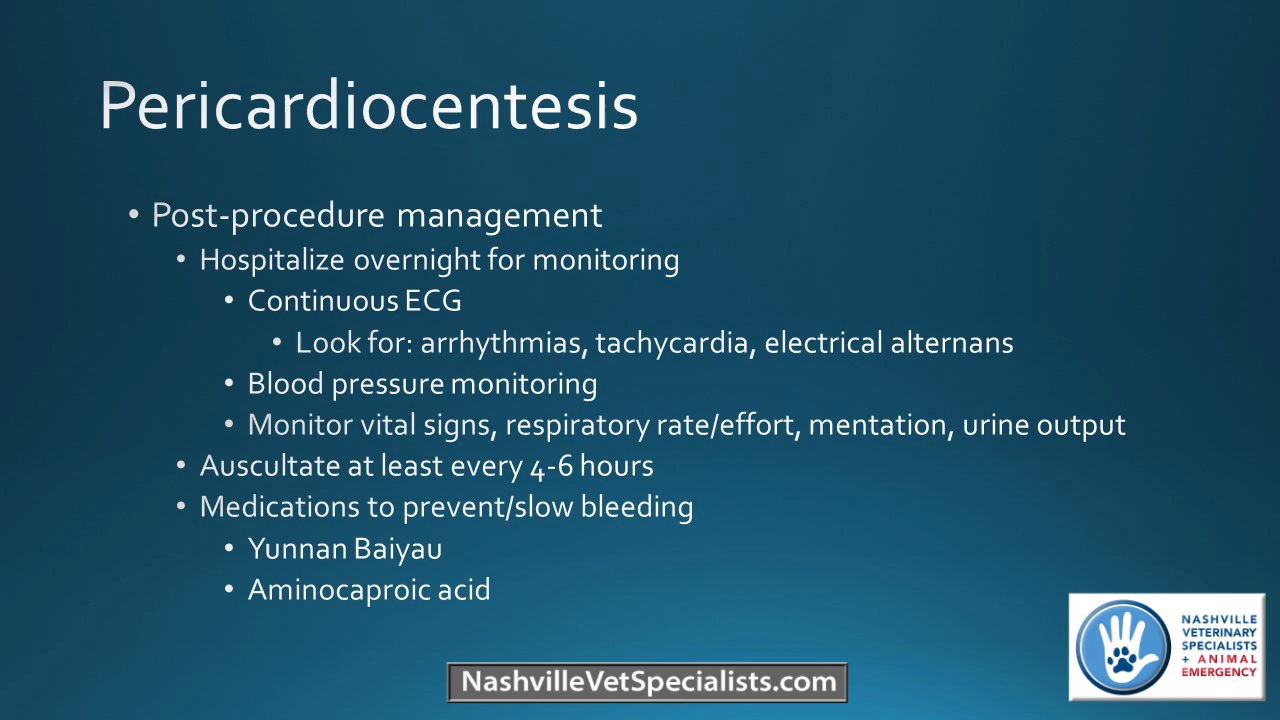 Pericardiocentesis
• Post-procedure management
• Hospitalize overnight for monitoring
• Continuous ECG
• Look for: arrhythmias, tachycardia, electrical alternans
• Blood pressure monitoring
• Monitor vital signs, respiratory rate/effort, mentation, urine output
• Auscultate at least every 4-6 hours
• Medications to prevent/slow bleeding
• Yunnan Baiyau
• Aminocaproic acid
NASHVILLE
VETERINARY
SPECIALISTS
+ ANIMAL
EMERGENCY
NashvilleVetSpecialists.com